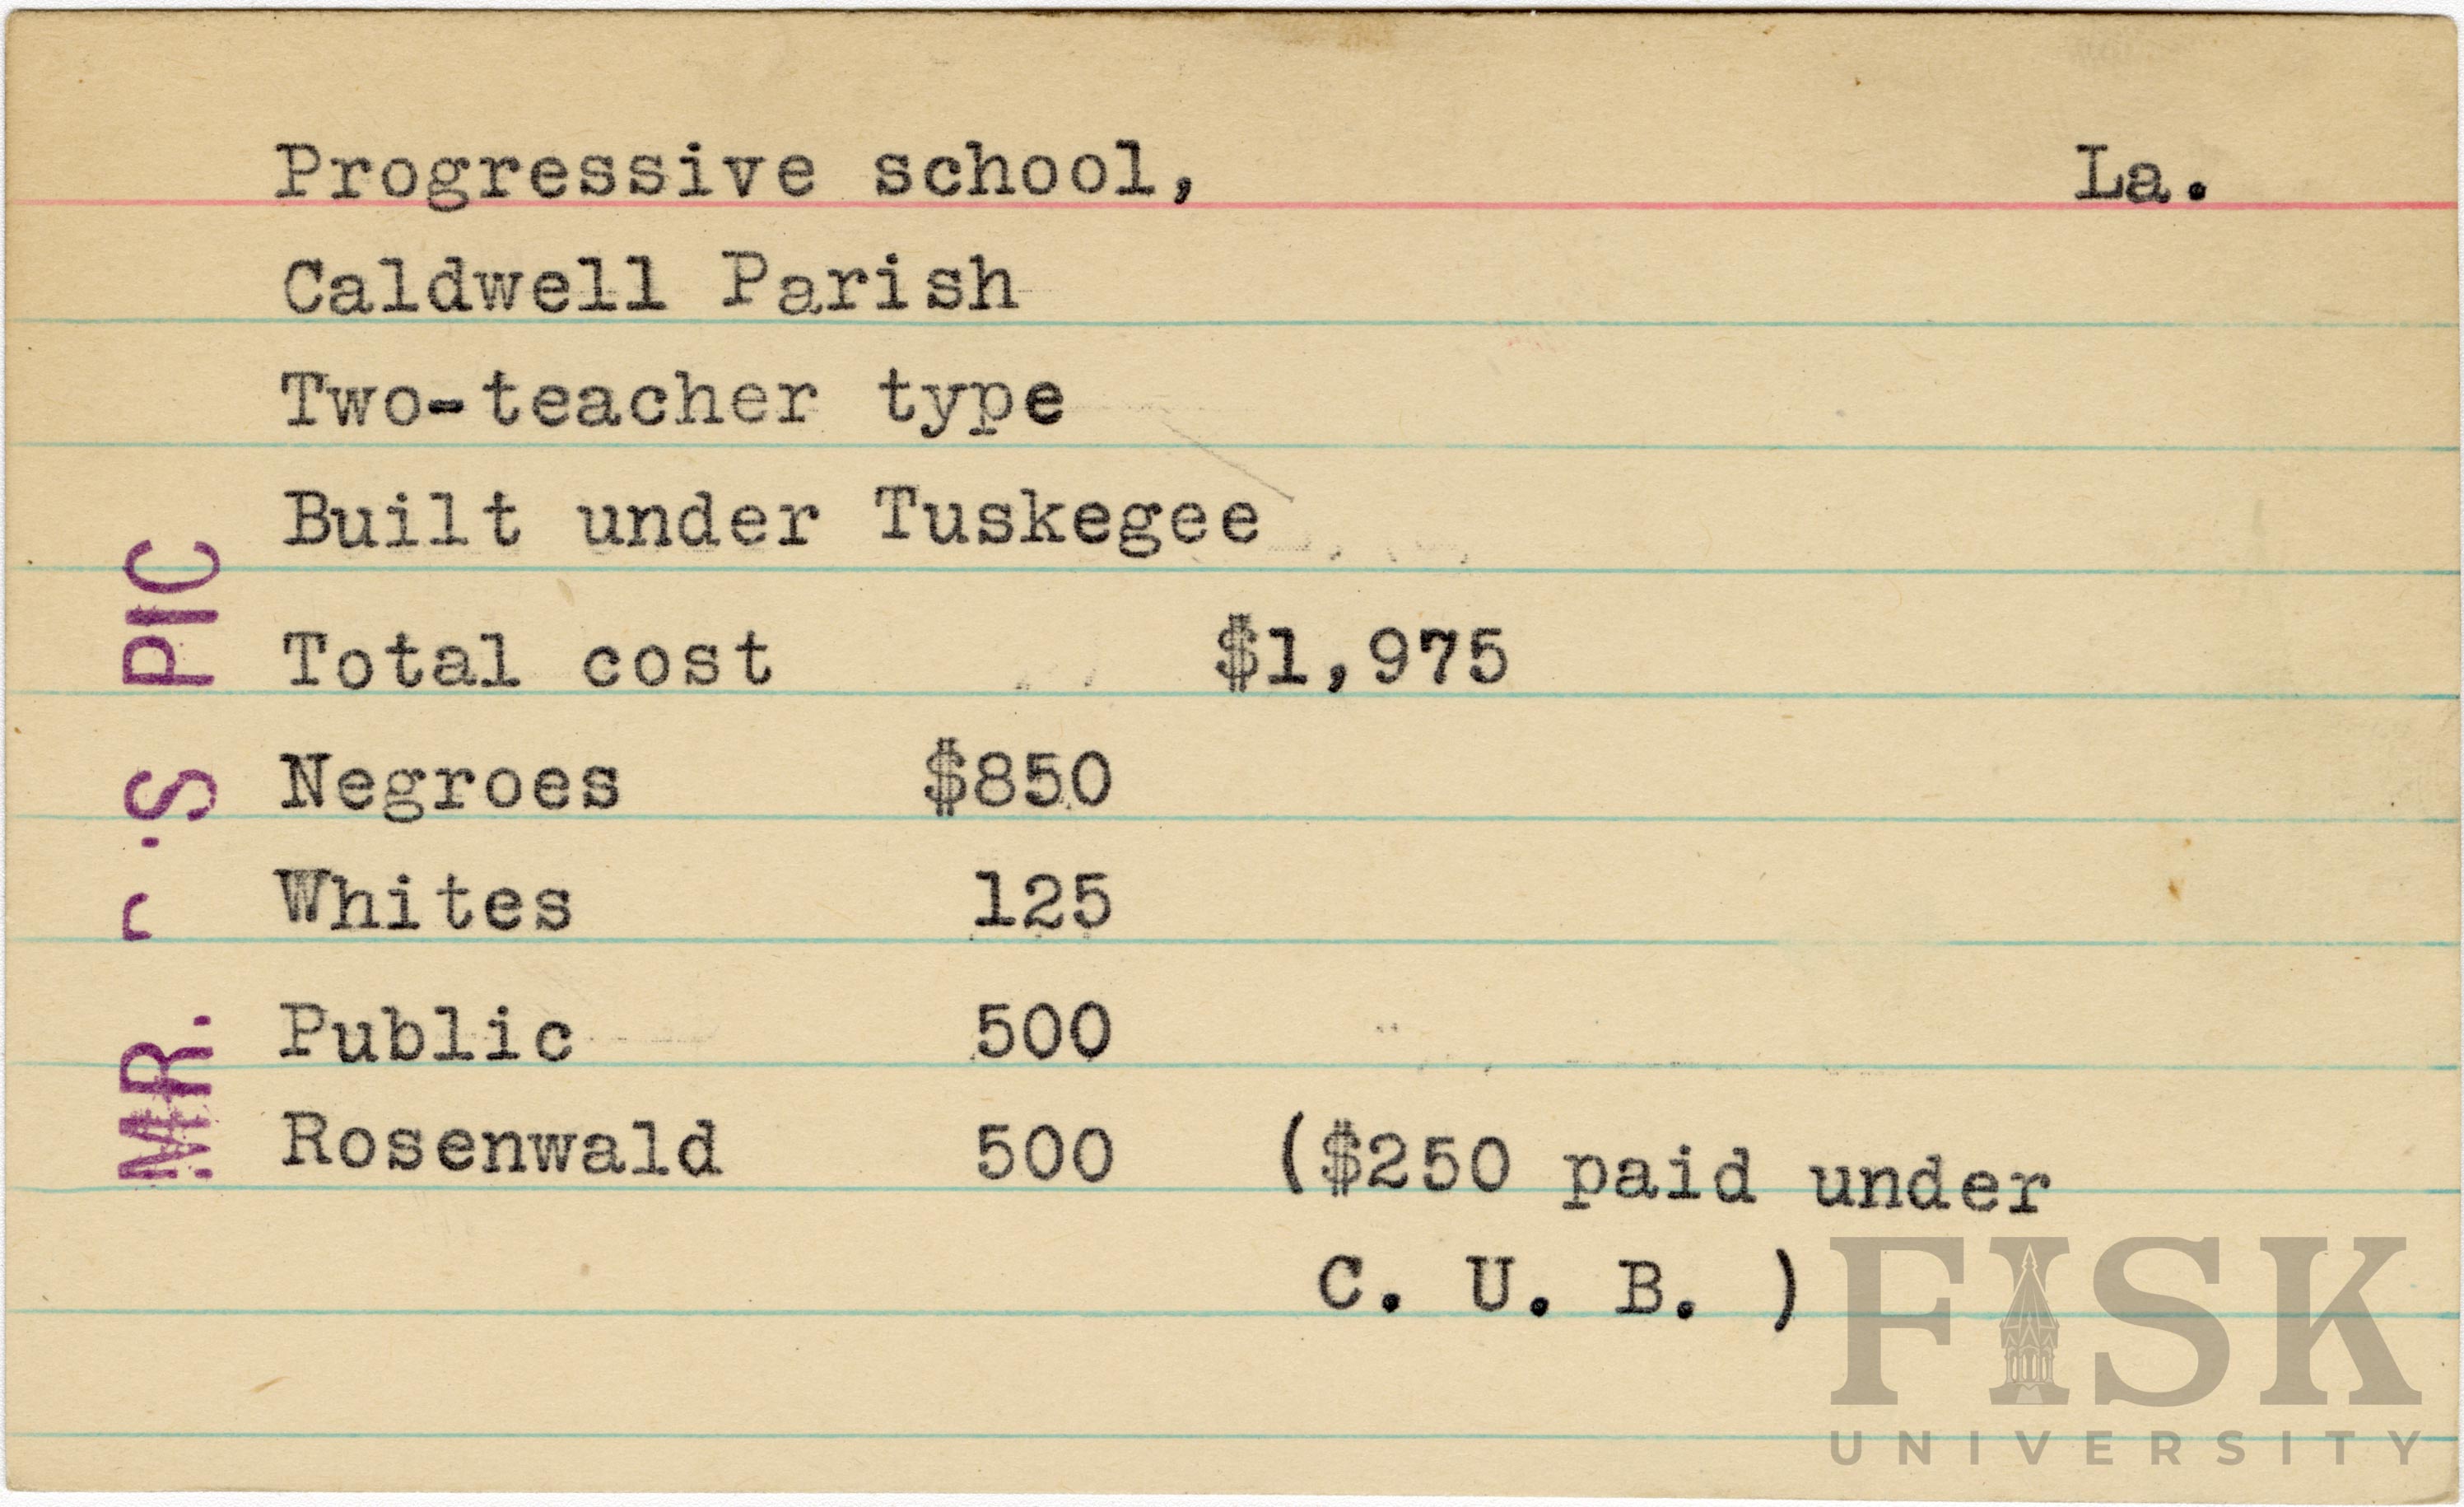 Progressive school, La.
Caldwell Parish
Two-teacher type
Built under Tuskegee
Total cost $1,975
Negroes $850
Whites 125
Public 500
Rosenwald 500 ($250 paid under
C. U. B. )
MR. S PIC
FISK
UNIVERSITY